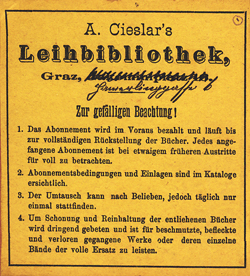 A. Cieslar's
Leihbibliothek,
Graz,
Zur gefälligen Beachtung!
1. Das Abonnement wird im Voraus bezahlt und läuft bis
zur vollständigen Rückstellung der Bücher. Jedes ange-
fangene Abonnement ist bei etwaigem früheren Austritte
für voll zu betrachten.
2. Abonnementsbedingungen und Einlagen sind im Kataloge
ersichtlich.
3. Der Umtausch kann nach Belieben, jedoch täglich nur
einmal stattfinden.
4. Um Schonung und Reinhaltung der entliehenen Bücher
wird dringend gebeten und ist für beschmutzte, befleckte
und verloren gegangene Werke oder deren einzelne
Bände der volle Ersatz zu leisten.